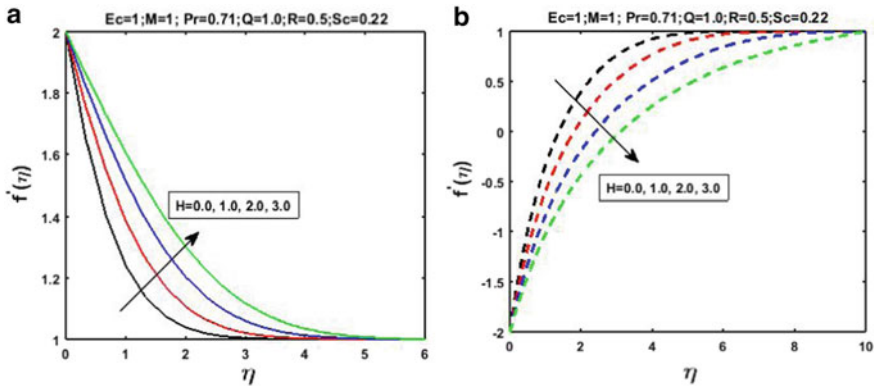 a
Ec=1;M=1; Pr=0.71;Q=1.0;R=0.5;Sc=0.22
2
1.8
1.6
1.4
1.2
1
f'(η)
H=0.0, 1.0, 2.0, 3.0
0 1 2 3 4 5 6
η
b
Ec=1;M=1; Pr=0.71;Q=1.0;R=0.5;Sc=0.22
1
0.5
0
-0.5
-1
-1.5
-2
f'(η)
H=0.0, 1.0, 2.0, 3.0
0 2 4 6 8 10
η